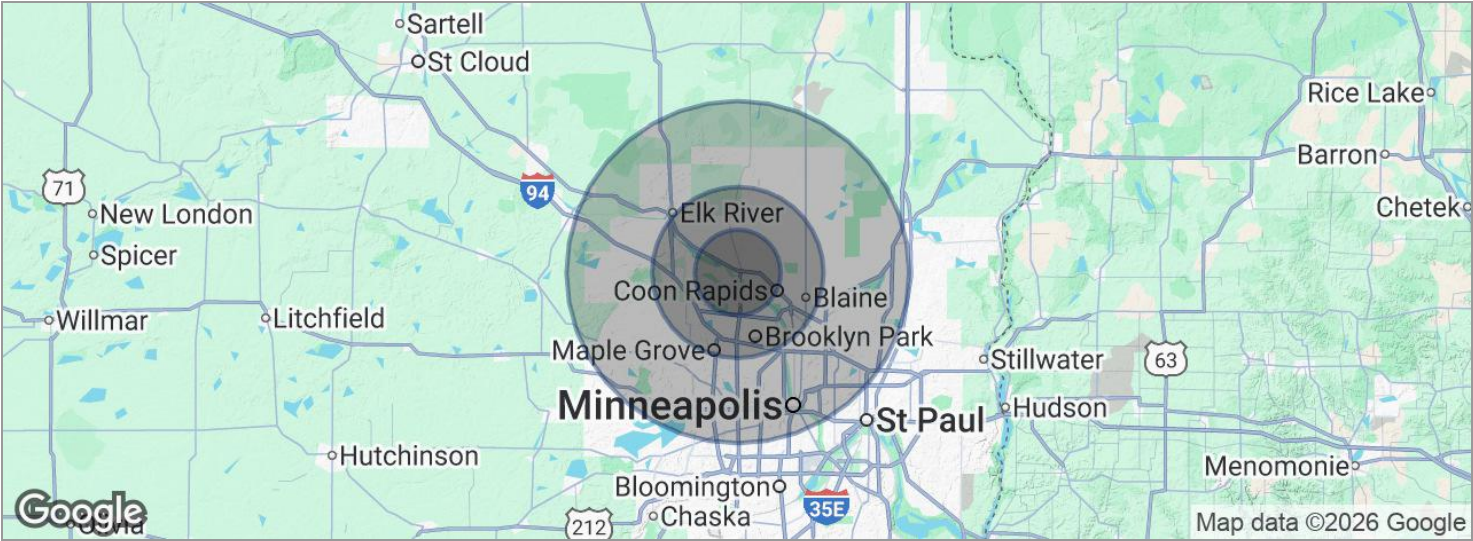 Sartell
St Cloud
Rice Lake
Barron
71
94
New London
Elk River
Chetek
Spicer
Coon Rapids
Blaine
Willmar
Litchfield
Brooklyn Park
Maple Grove
Stillwater
63
Minneapolis
St Paul
Hudson
Hutchinson
Menomonie
Bloomington
35E
Chaska
Google
Olivia
212
Map data ©2026 Google